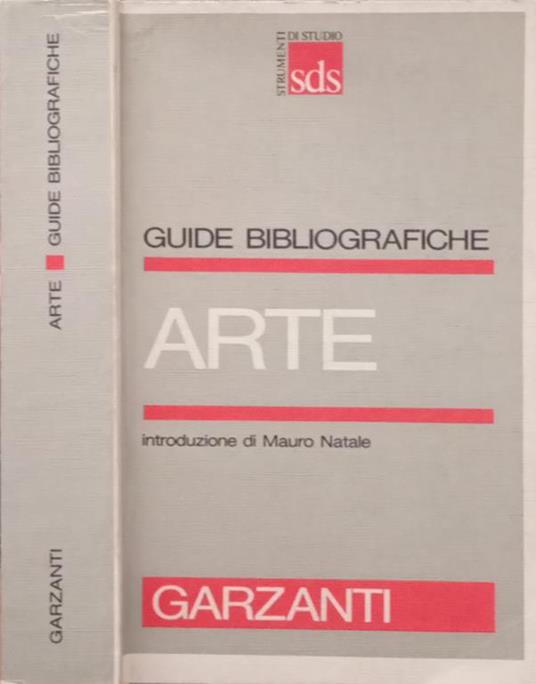 GARZANTI ARTE GUIDE BIBLIOGRAFICHE
STRUMENTI
DI STUDIO
sds
GUIDE BIBLIOGRAFICHE
ARTE
introduzione di Mauro Natale
GARZANTI